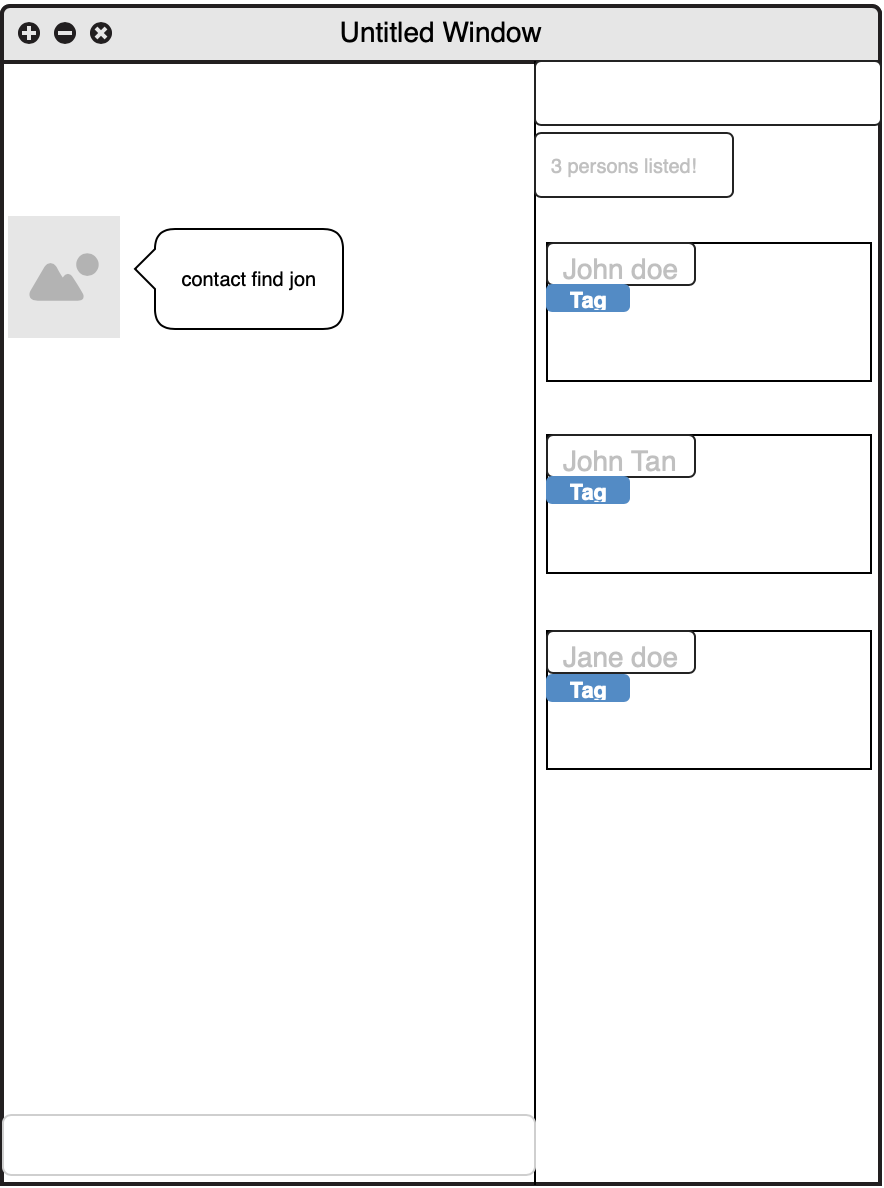 Untitled Window
contact find jon
3 persons listed!
John doe
Tag
John Tan
Tag
Jane doe
Tag